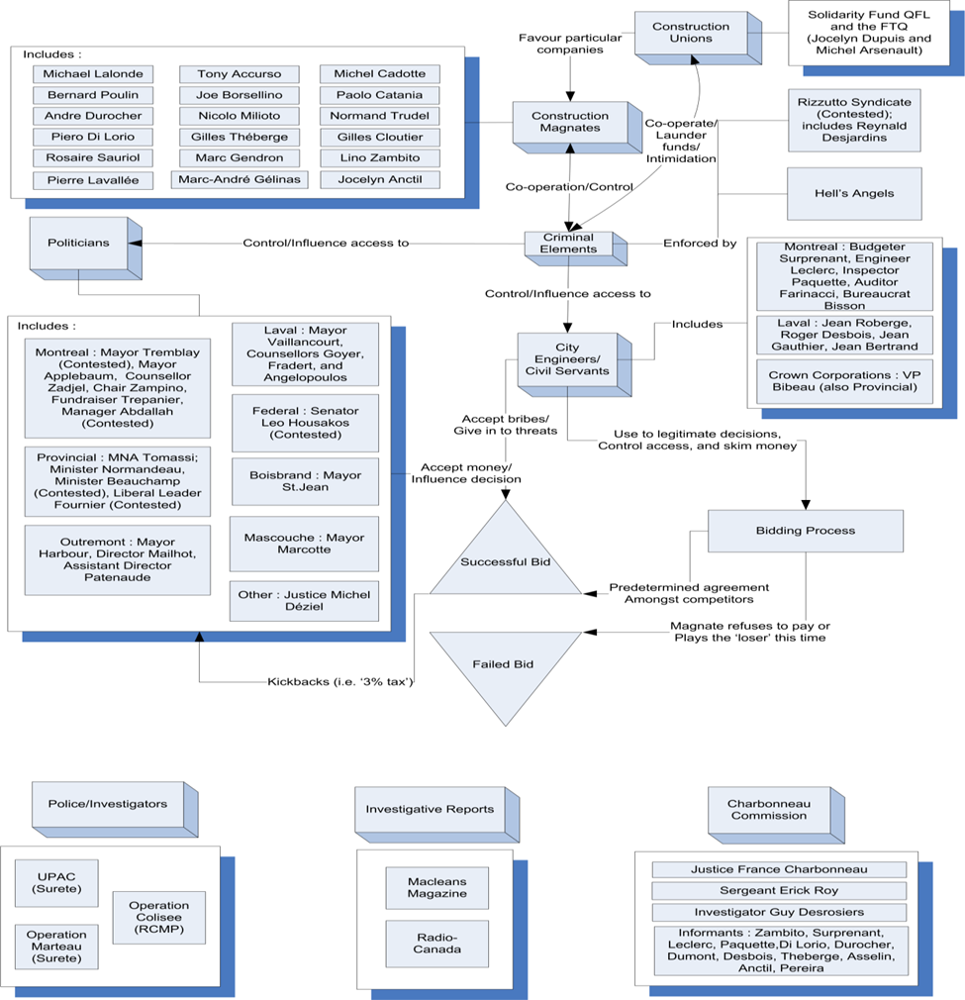 Construction
Unions
Solidarity Fund QFL
and the FTQ
(Jocelyn Dupuis and
Michel Arsenault)
Favour particular
companies
Includes :
Michael Lalonde
Tony Accurso
Michel Cadotte
Bernard Poulin
Joe Borsellino
Paolo Catania
Andre Durocher
Nicolo Milioto
Normand Trudel
Piero Di Lorio
Gilles Théberge
Gilles Cloutier
Rosaire Sauriol
Marc Gendron
Lino Zambito
Pierre Lavallée
Marc-André Gélinas
Jocelyn Anctil
Construction
Magnates
Co-operate/
Launder
funds/
Intimidation
Rizzutto Syndicate
(Contested);
includes Reynald
Desjardins
Co-operation/Control
Hell's Angels
Politicians
Control/Influence access to
Criminal
Elements
Enforced by
Control/Influence access to
Montreal : Budgeter
Surprenant, Engineer
Leclerc, Inspector
Paquette, Auditor
Farinacci, Bureaucrat
Bisson
Laval : Jean Roberge,
Roger Desbois, Jean
Gauthier, Jean Bertrand
Crown Corporations : VP
Bibeau (also Provincial)
Includes
City
Engineers/
Civil Servants
Includes :
Montreal : Mayor Tremblay
(Contested), Mayor
Applebaum, Counsellor
Zadjel, Chair Zampino,
Fundraiser Trepanier,
Manager Abdallah
(Contested)
Laval : Mayor
Vaillancourt,
Counsellors Goyer,
Fradert, and
Angelopoulos
Federal : Senator
Leo Housakos
(Contested)
Provincial : MNA Tomassi;
Minister Normandeau,
Minister Beauchamp
(Contested), Liberal Leader
Fournier (Contested)
Boisbrand : Mayor
St.Jean
Outremont : Mayor
Harbour, Director Mailhot,
Assistant Director
Patenaude
Mascouche : Mayor
Marcotte
Other : Justice Michel
Déziel
Accept bribes/
Give in to threats
Use to legitimate decisions,
Control access, and skim money
Accept money/
Influence decision
Bidding Process
Successful Bid
Predetermined agreement
Amongst competitors
Magnate refuses to pay or
Plays the 'loser' this time
Failed Bid
Kickbacks (i.e. '3% tax')
Police/Investigators
UPAC
(Surete)
Operation
Colisee
(RCMP)
Operation
Marteau
(Surete)
Investigative Reports
Macleans
Magazine
Radio-
Canada
Charbonneau
Commission
Justice France Charbonneau
Sergeant Erick Roy
Investigator Guy Desrosiers
Informants : Zambito, Surprenant,
Leclerc, Paquette,Di Lorio, Durocher,
Dumont, Desbois, Theberge, Asselin,
Anctil, Pereira